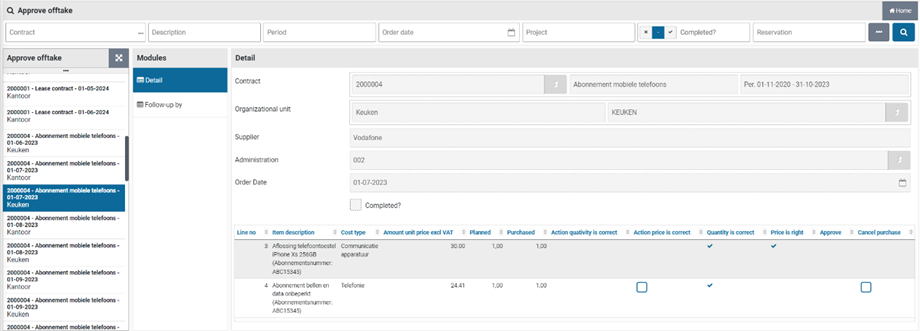 Approve offtake
Home
Contract
Description
Period
Order date
Project
Completed?
Reservation
Approve offtake
Kantoor
2000001 - Lease contract - 01-05-2024
Kantoor
2000001 - Lease contract - 01-06-2024
Kantoor
2000004 - Abonnement mobiele telefoons -
01-06-2023
Keuken
2000004 - Abonnement mobiele telefoons -
01-07-2023
Kantoor
2000004 - Abonnement mobiele telefoons -
01-07-2023
Keuken
2000004 - Abonnement mobiele telefoons -
01-08-2023
Kantoor
2000004 - Abonnement mobiele telefoons -
01-08-2023
Keuken
2000004 - Abonnement mobiele telefoons -
01-09-2023
Kantoor
2000004 - Abonnement mobiele telefoons -
01-09-2023
Keuken
2000004 - Abonnement mobiele telefoons -
Modules
Detail
Follow-up by
Detail
Contract
2000004
Abonnement mobiele telefoons
Per. 01-11-2020 - 31-10-2023
Organizational unit
Keuken
KEUKEN
Supplier
Vodafone
Administration
002
Order Date
01-07-2023
Completed?
Line no Item description Cost type Amount unit price excl VAT Planned Purchased Action quativity is correct Action price is correct Quantity is correct Price is right Approve Cancel purchase
3 Aflossing telefoontoestel Communicatie 30.00 1,00 1,00
iPhone Xs 256GB apparatuur
(Abonnementsnummer:
ABC15343)
4 Abonnement bellen en Telefonie 24.41 1,00 1,00
data onbeperkt
(Abonnementsnummer:
ABC15343)